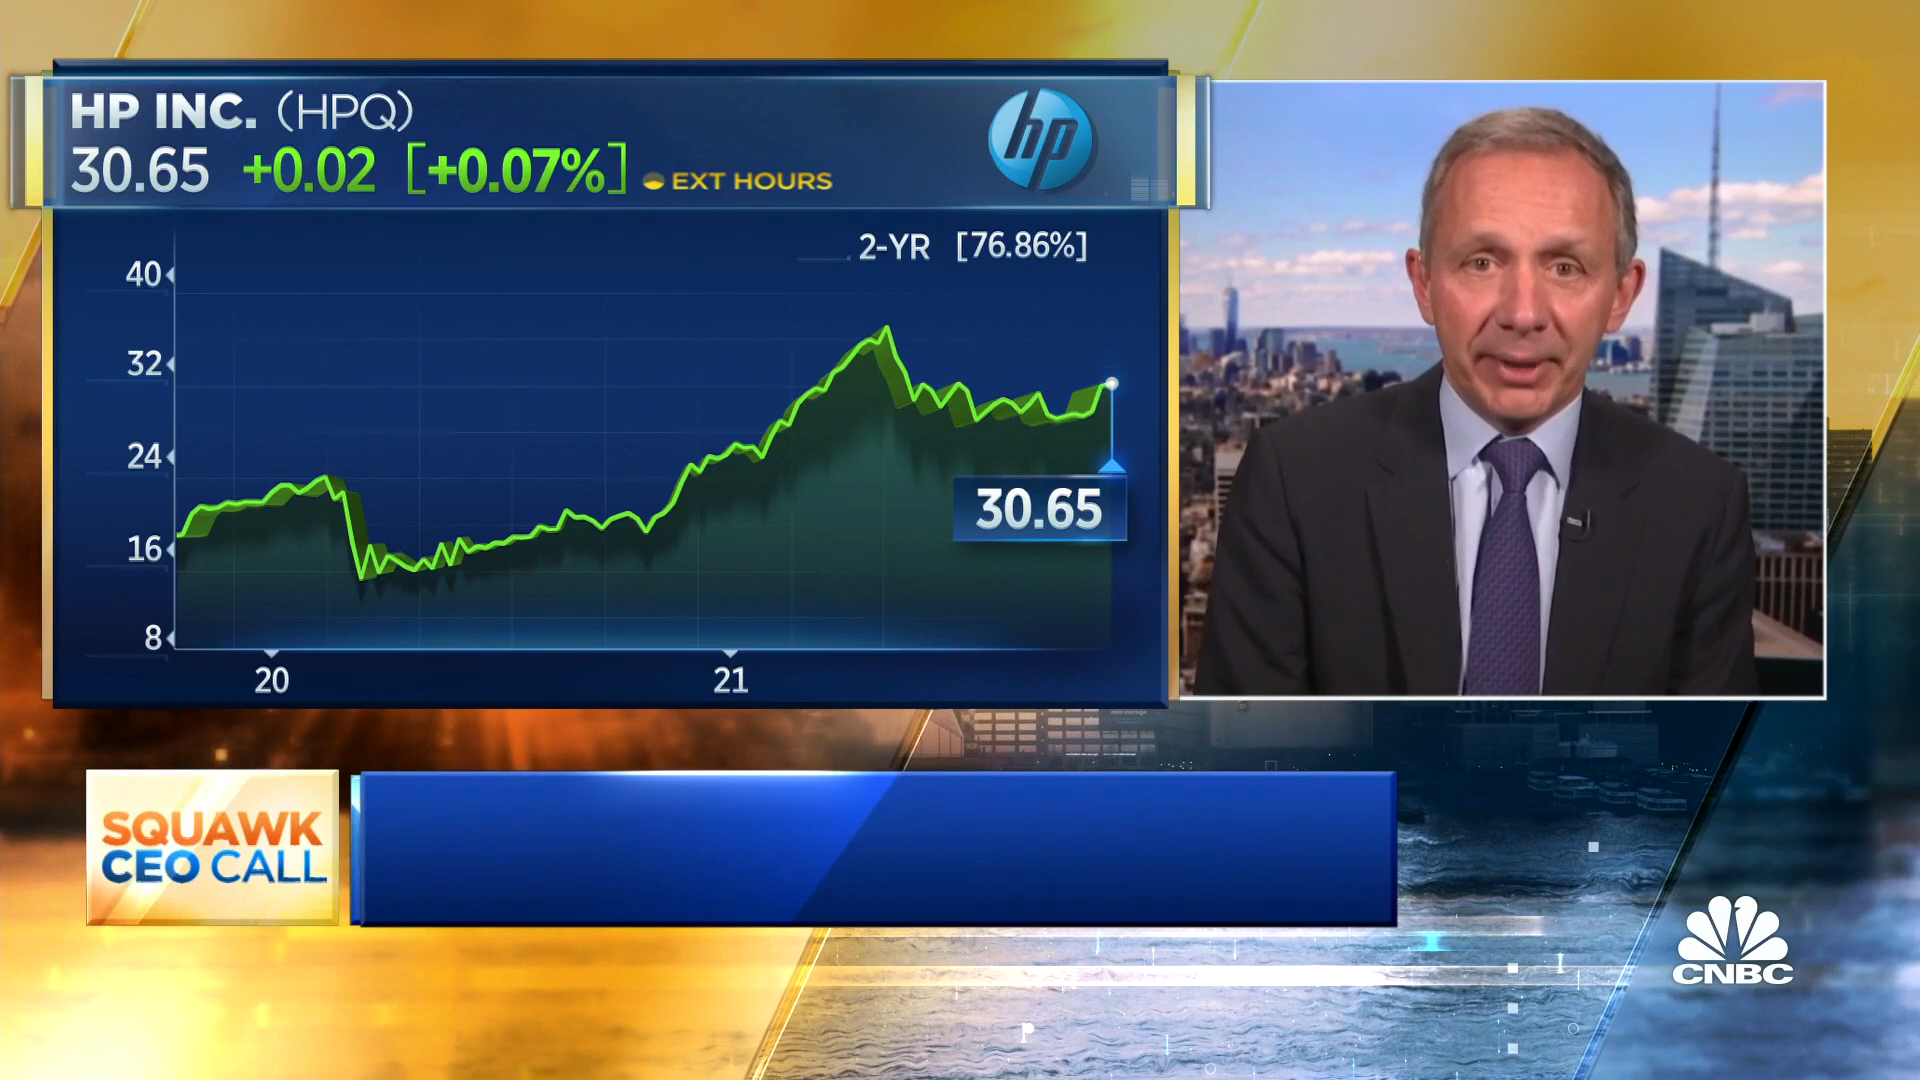 HP INC. (HPQ)
30.65 +0.02 [+0.07%] EXT HOURS
hp
2-YR [76.86%]
40
32
24
16
8
30.65
20
21
SQUAWK
CEO CALL
CNBC